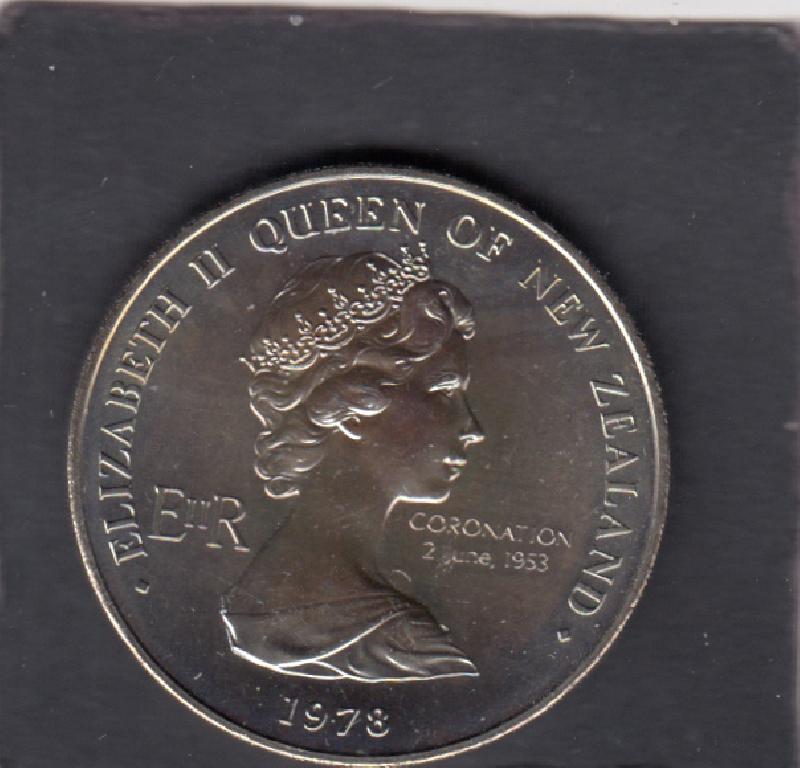 · ELIZABETH II QUEEN OF NEW ZEALAND ·
EIIR
CORONATION
2 June, 1953
1978